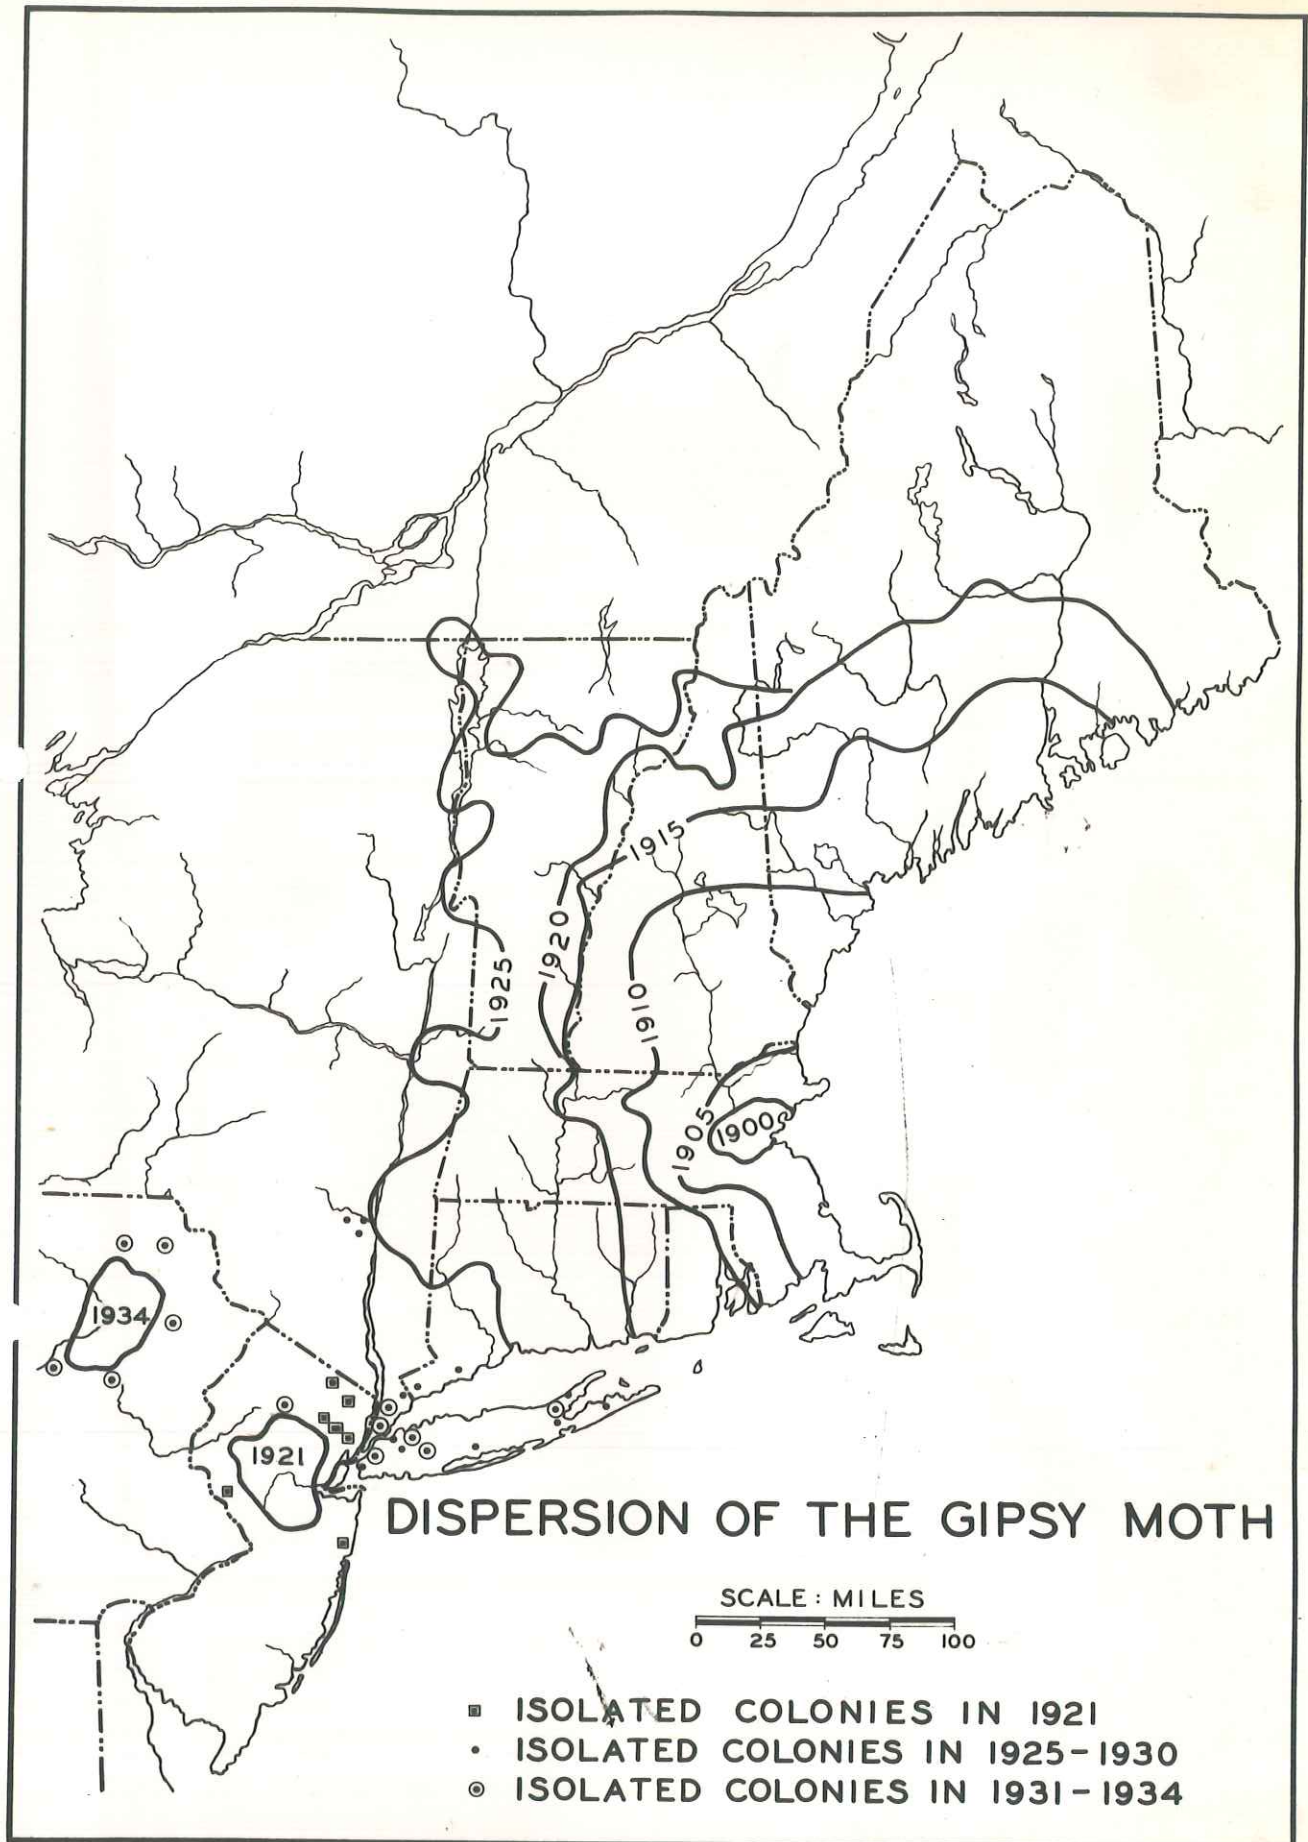 1915
1920
1925
1910
1905
1900
1934
1921
DISPERSION OF THE GIPSY MOTH
SCALE: MILES
0 25 50 75 100
ISOLATED COLONIES IN 1921
ISOLATED COLONIES IN 1925-1930
ISOLATED COLONIES IN 1931-1934